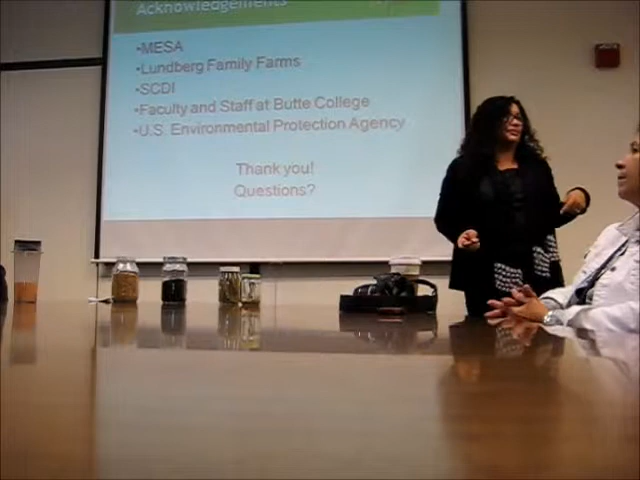 Acknowledgements
•MESA
•Lundberg Family Farms
•SCDI
•Faculty and Staff at Butte College
•U.S. Environmental Protection Agency
Thank you!
Questions?